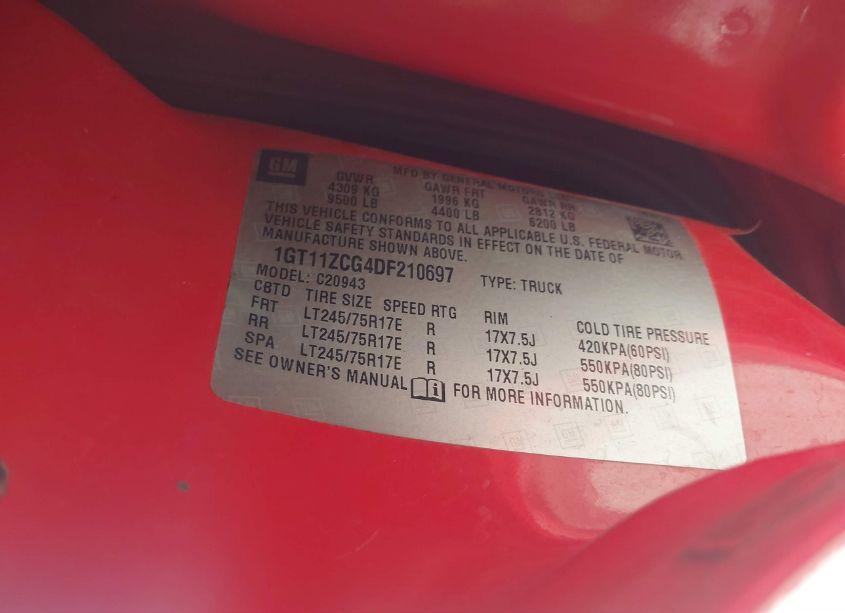 GM
MFD BY GENERAL MOTORS
GVWR GAWR FRT GAWR RR
4309 KG 1996 KG 2812 KG
9500 LB 4400 LB 6200 LB
THIS VEHICLE CONFORMS TO ALL APPLICABLE U.S. FEDERAL MOTOR
VEHICLE SAFETY STANDARDS IN EFFECT ON THE DATE OF
MANUFACTURE SHOWN ABOVE.
1GT11ZCG4DF210697 TYPE: TRUCK
MODEL: C20943
CBTD TIRE SIZE SPEED RTG RIM COLD TIRE PRESSURE
FRT LT245/75R17E R 17X7.5J 420KPA(60PSI)
RR LT245/75R17E R 17X7.5J 550KPA(80PSI)
SPA LT245/75R17E R 17X7.5J 550KPA(80PSI)
SEE OWNER'S MANUAL FOR MORE INFORMATION.